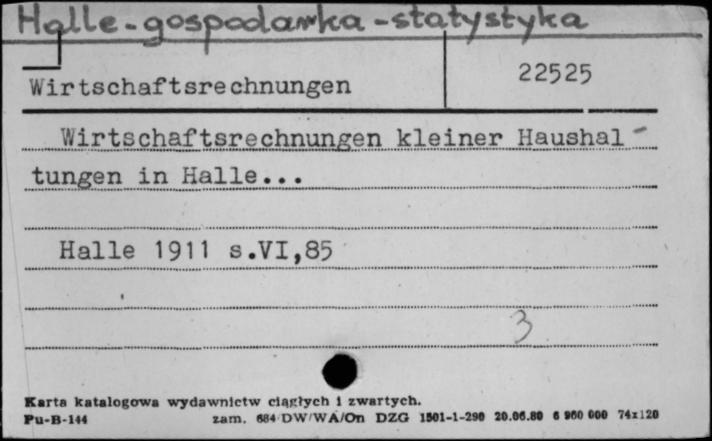 Halle-gospodarka-statystyka
Wirtschaftsrechnungen
22525
Wirtschaftsrechnungen kleiner Haushal-
tungen in Halle...
Halle 1911 s.VI,85
3
Karta katalogowa wydawnictw ciągłych i zwartych.
Pu-B-144 zam. 684/DW/WA/On DZG 1501-1-290 20.06.80 6 960 000 74x120